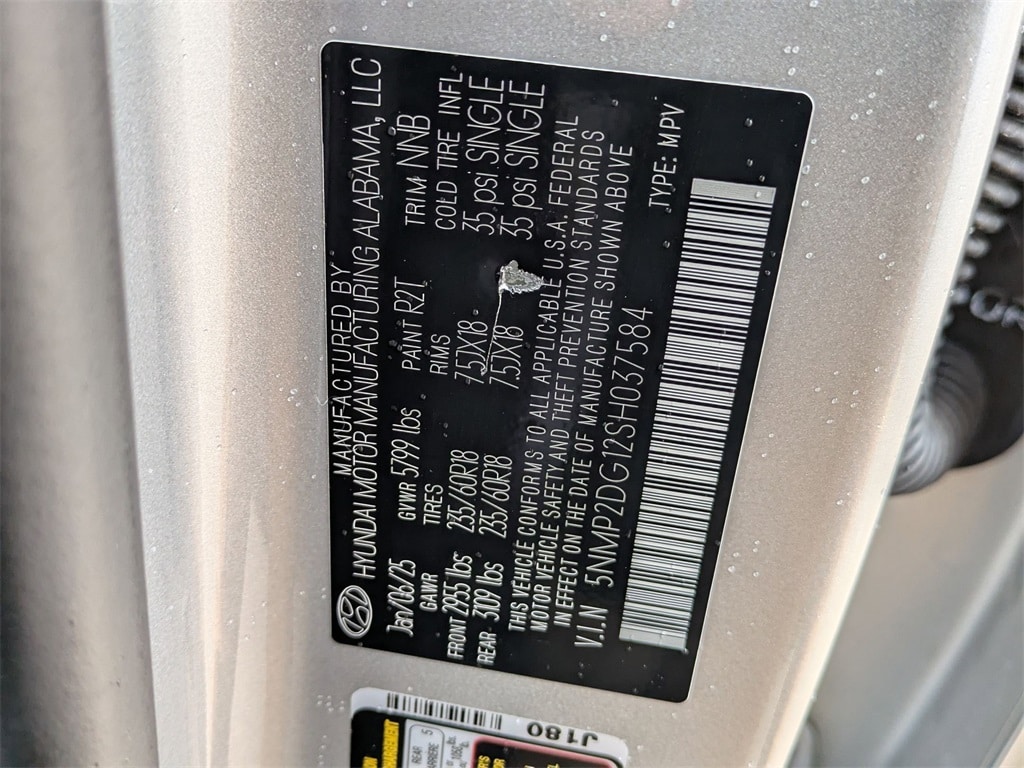 MANUFACTURED BY
HYUNDAI MOTOR MANUFACTURING ALABAMA, LLC
Jan/06/25 GVWR 5799 lbs PAINT R2T TRIM NNB
GAWR TIRES RIMS COLD TIRE INFL.
FRONT 2955 lbs 235/60R18 7.5JX18 35 psi SINGLE
REAR 3109 lbs 235/60R18 7.5JX18 35 psi SINGLE
THIS VEHICLE CONFORMS TO ALL APPLICABLE U.S.A. FEDERAL
MOTOR VEHICLE SAFETY AND THEFT PREVENTION STANDARDS
IN EFFECT ON THE DATE OF MANUFACTURE SHOWN ABOVE
V.I.N 5NMP2DG12SH037584 TYPE: MPV
J180
REAR 5